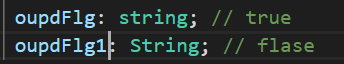 oupdFlg: string; // true
oupdFlg1: String; // flase